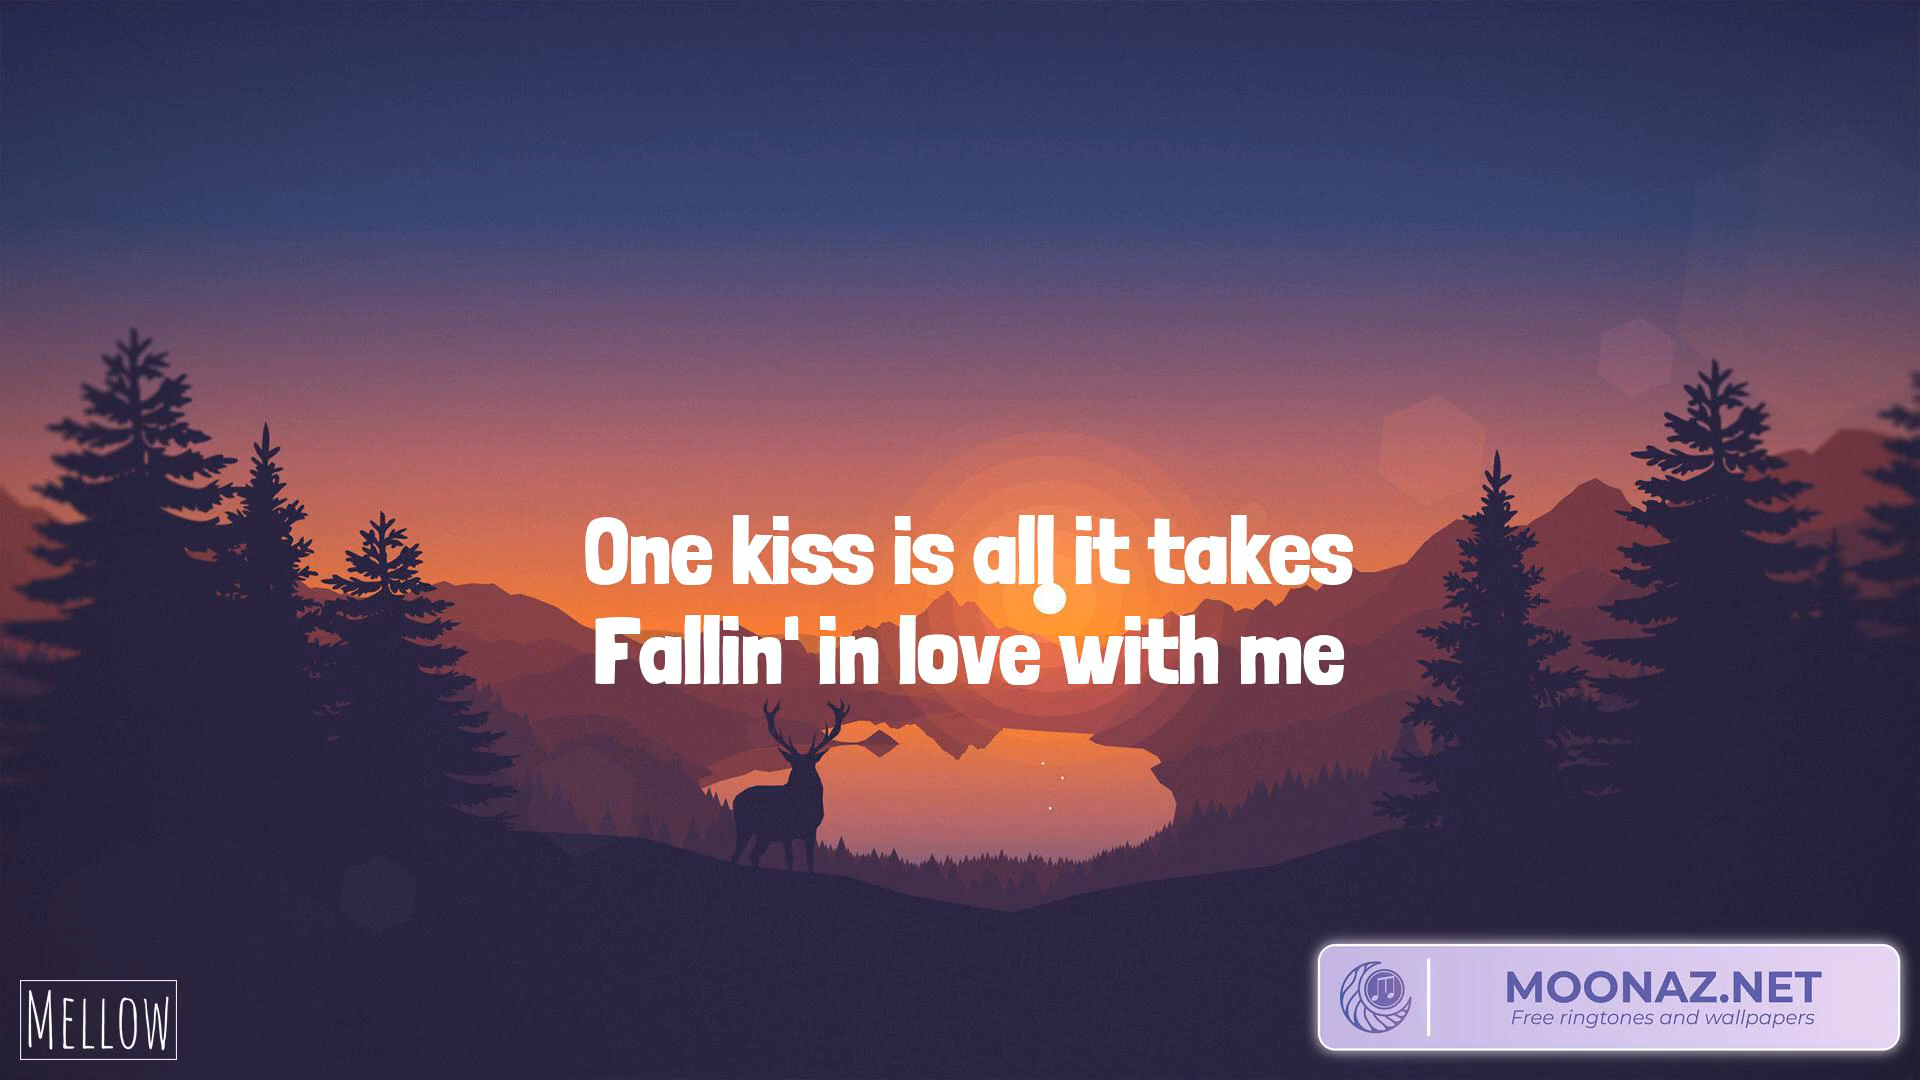 One kiss is all it takes
Fallin' in love with me
MELLOW
MOONAZ.NET
Free ringtones and wallpapers